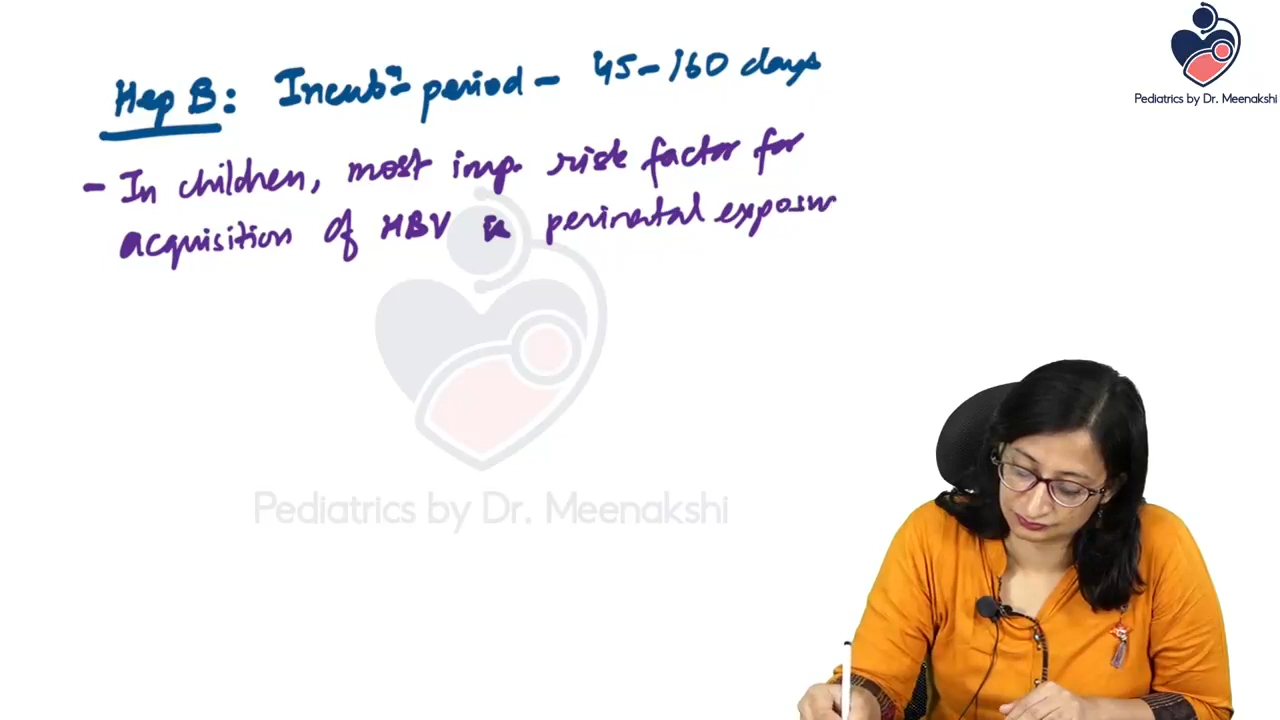 Hep B: Incubⁿ period - 45-160 days
- In children, most imp. risk factor for
acquisition of HBV is perinatal exposur
Pediatrics by Dr. Meenakshi
Pediatrics by Dr. Meenakshi